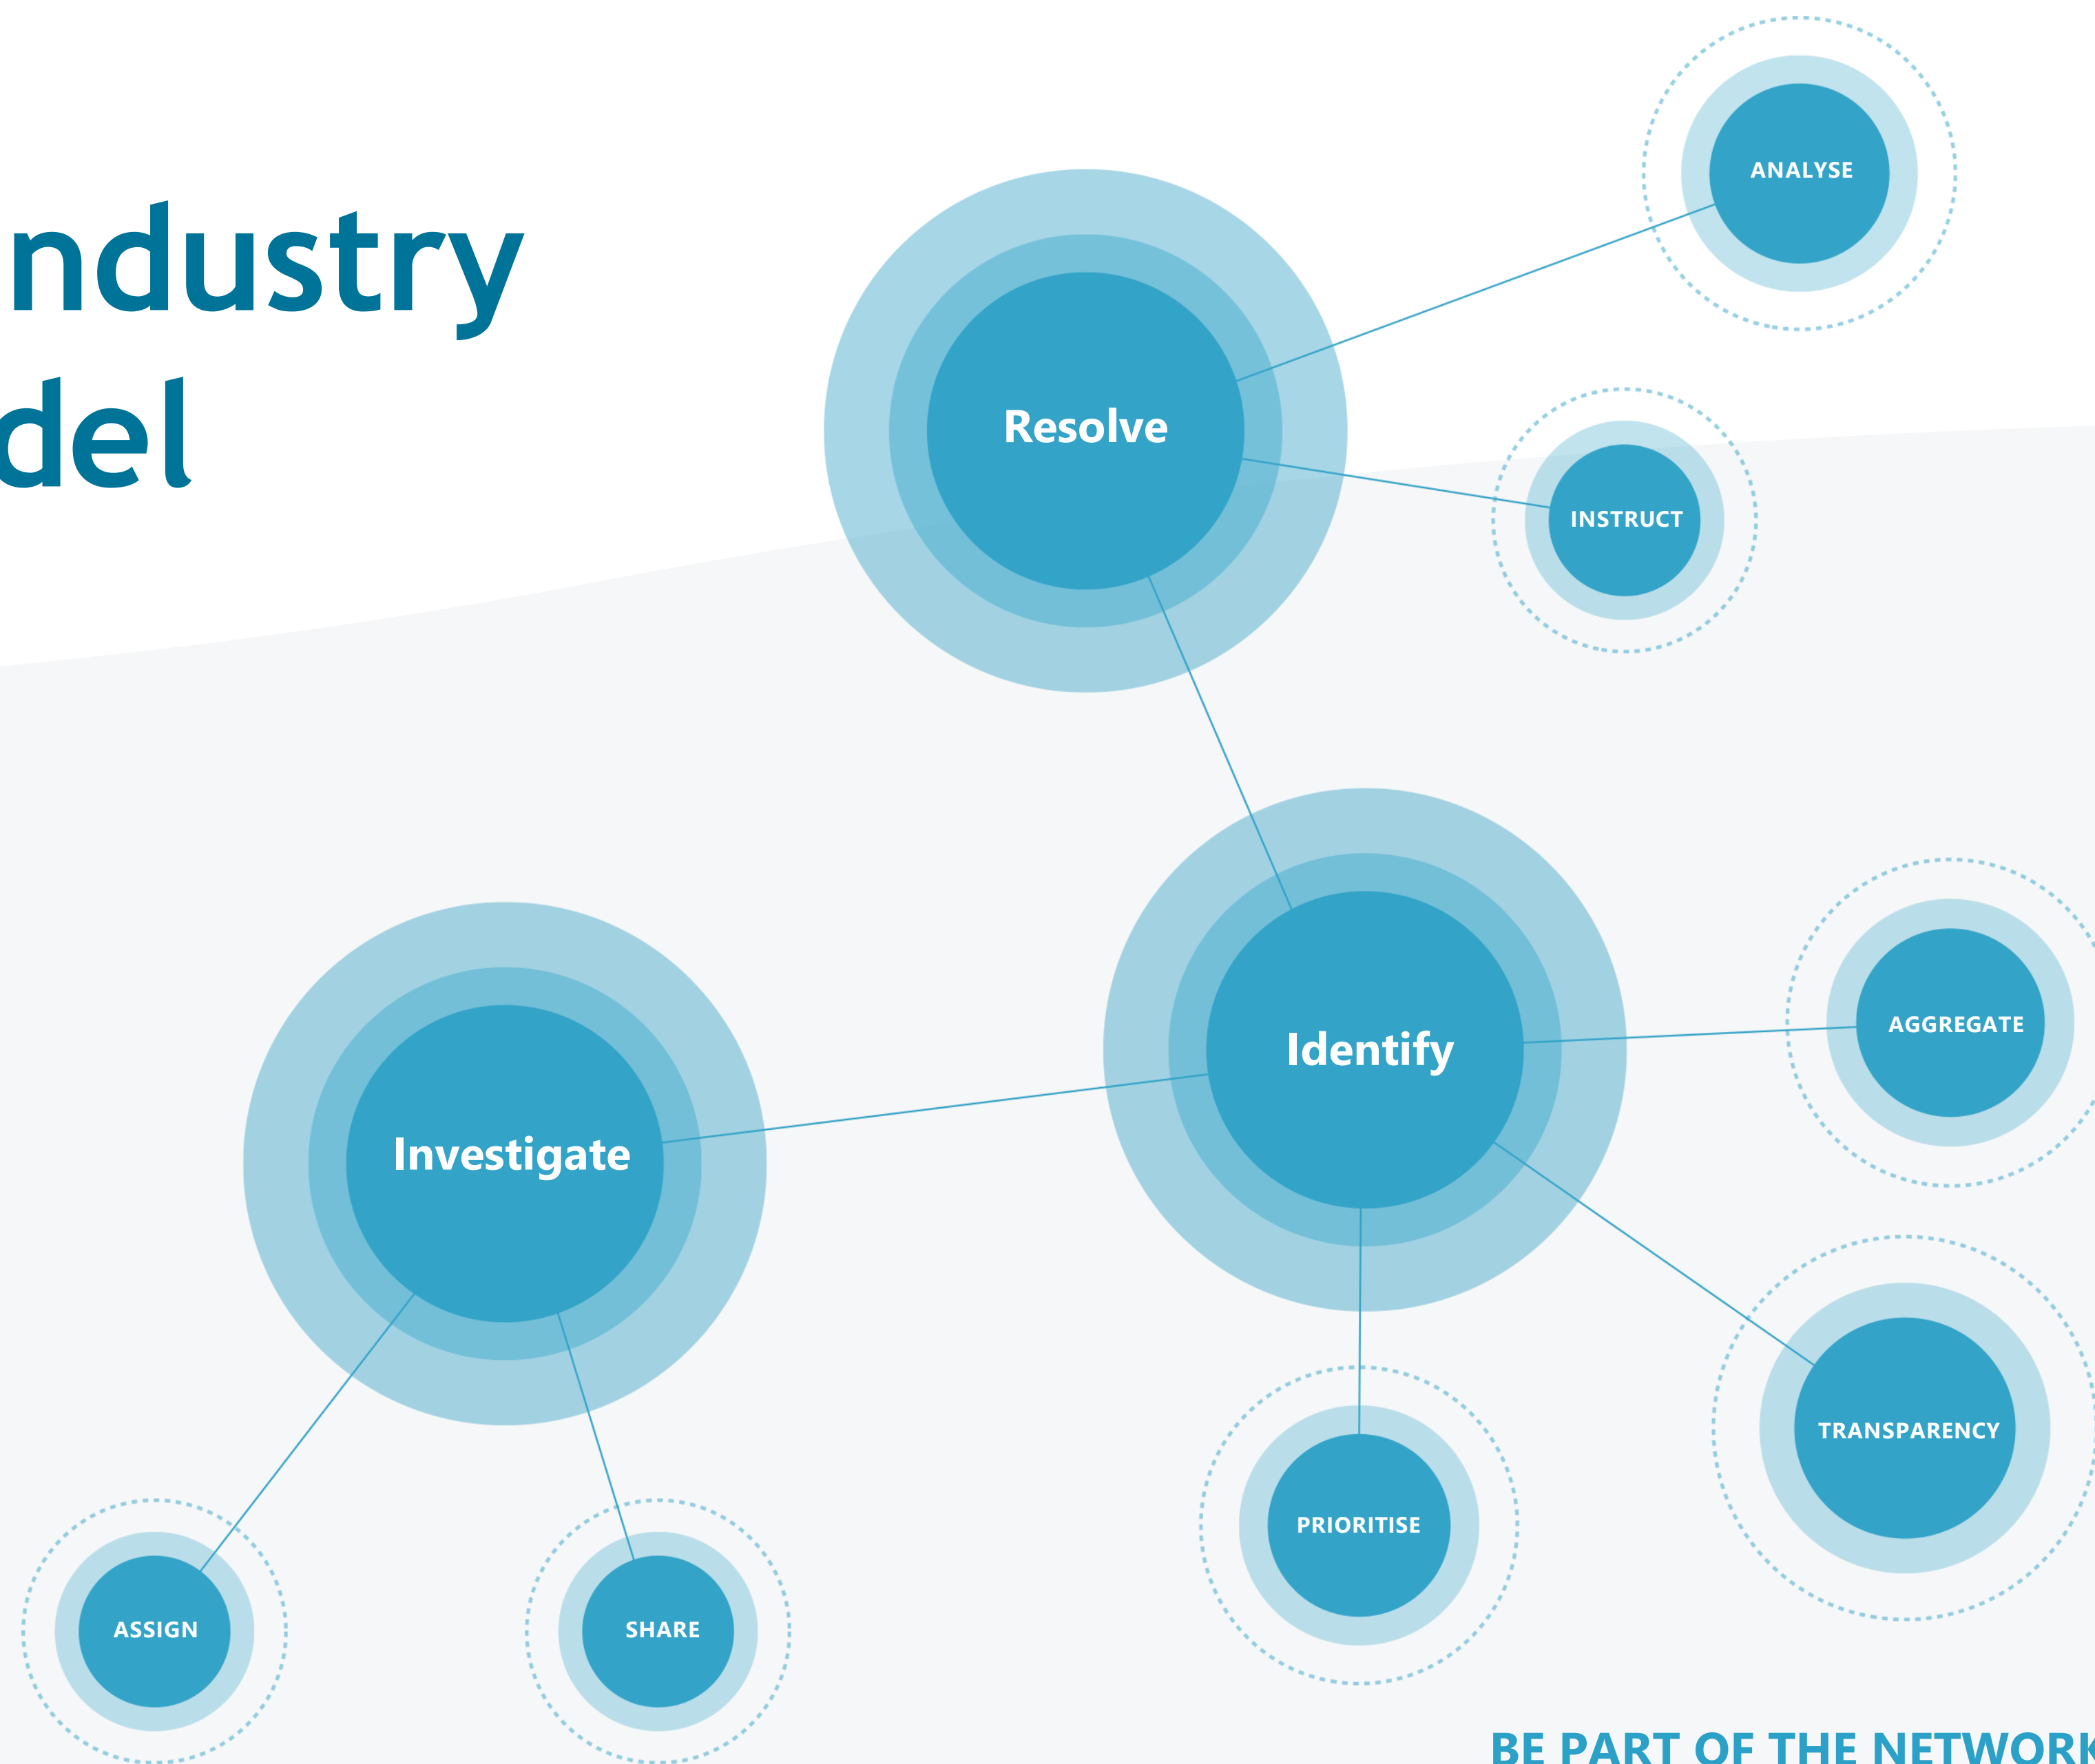 ndustry
del
ANALYSE
Resolve
INSTRUCT
AGGREGATE
Identify
Investigate
TRANSPARENCY
PRIORITISE
ASSIGN
SHARE
BE PART OF THE NETWORK